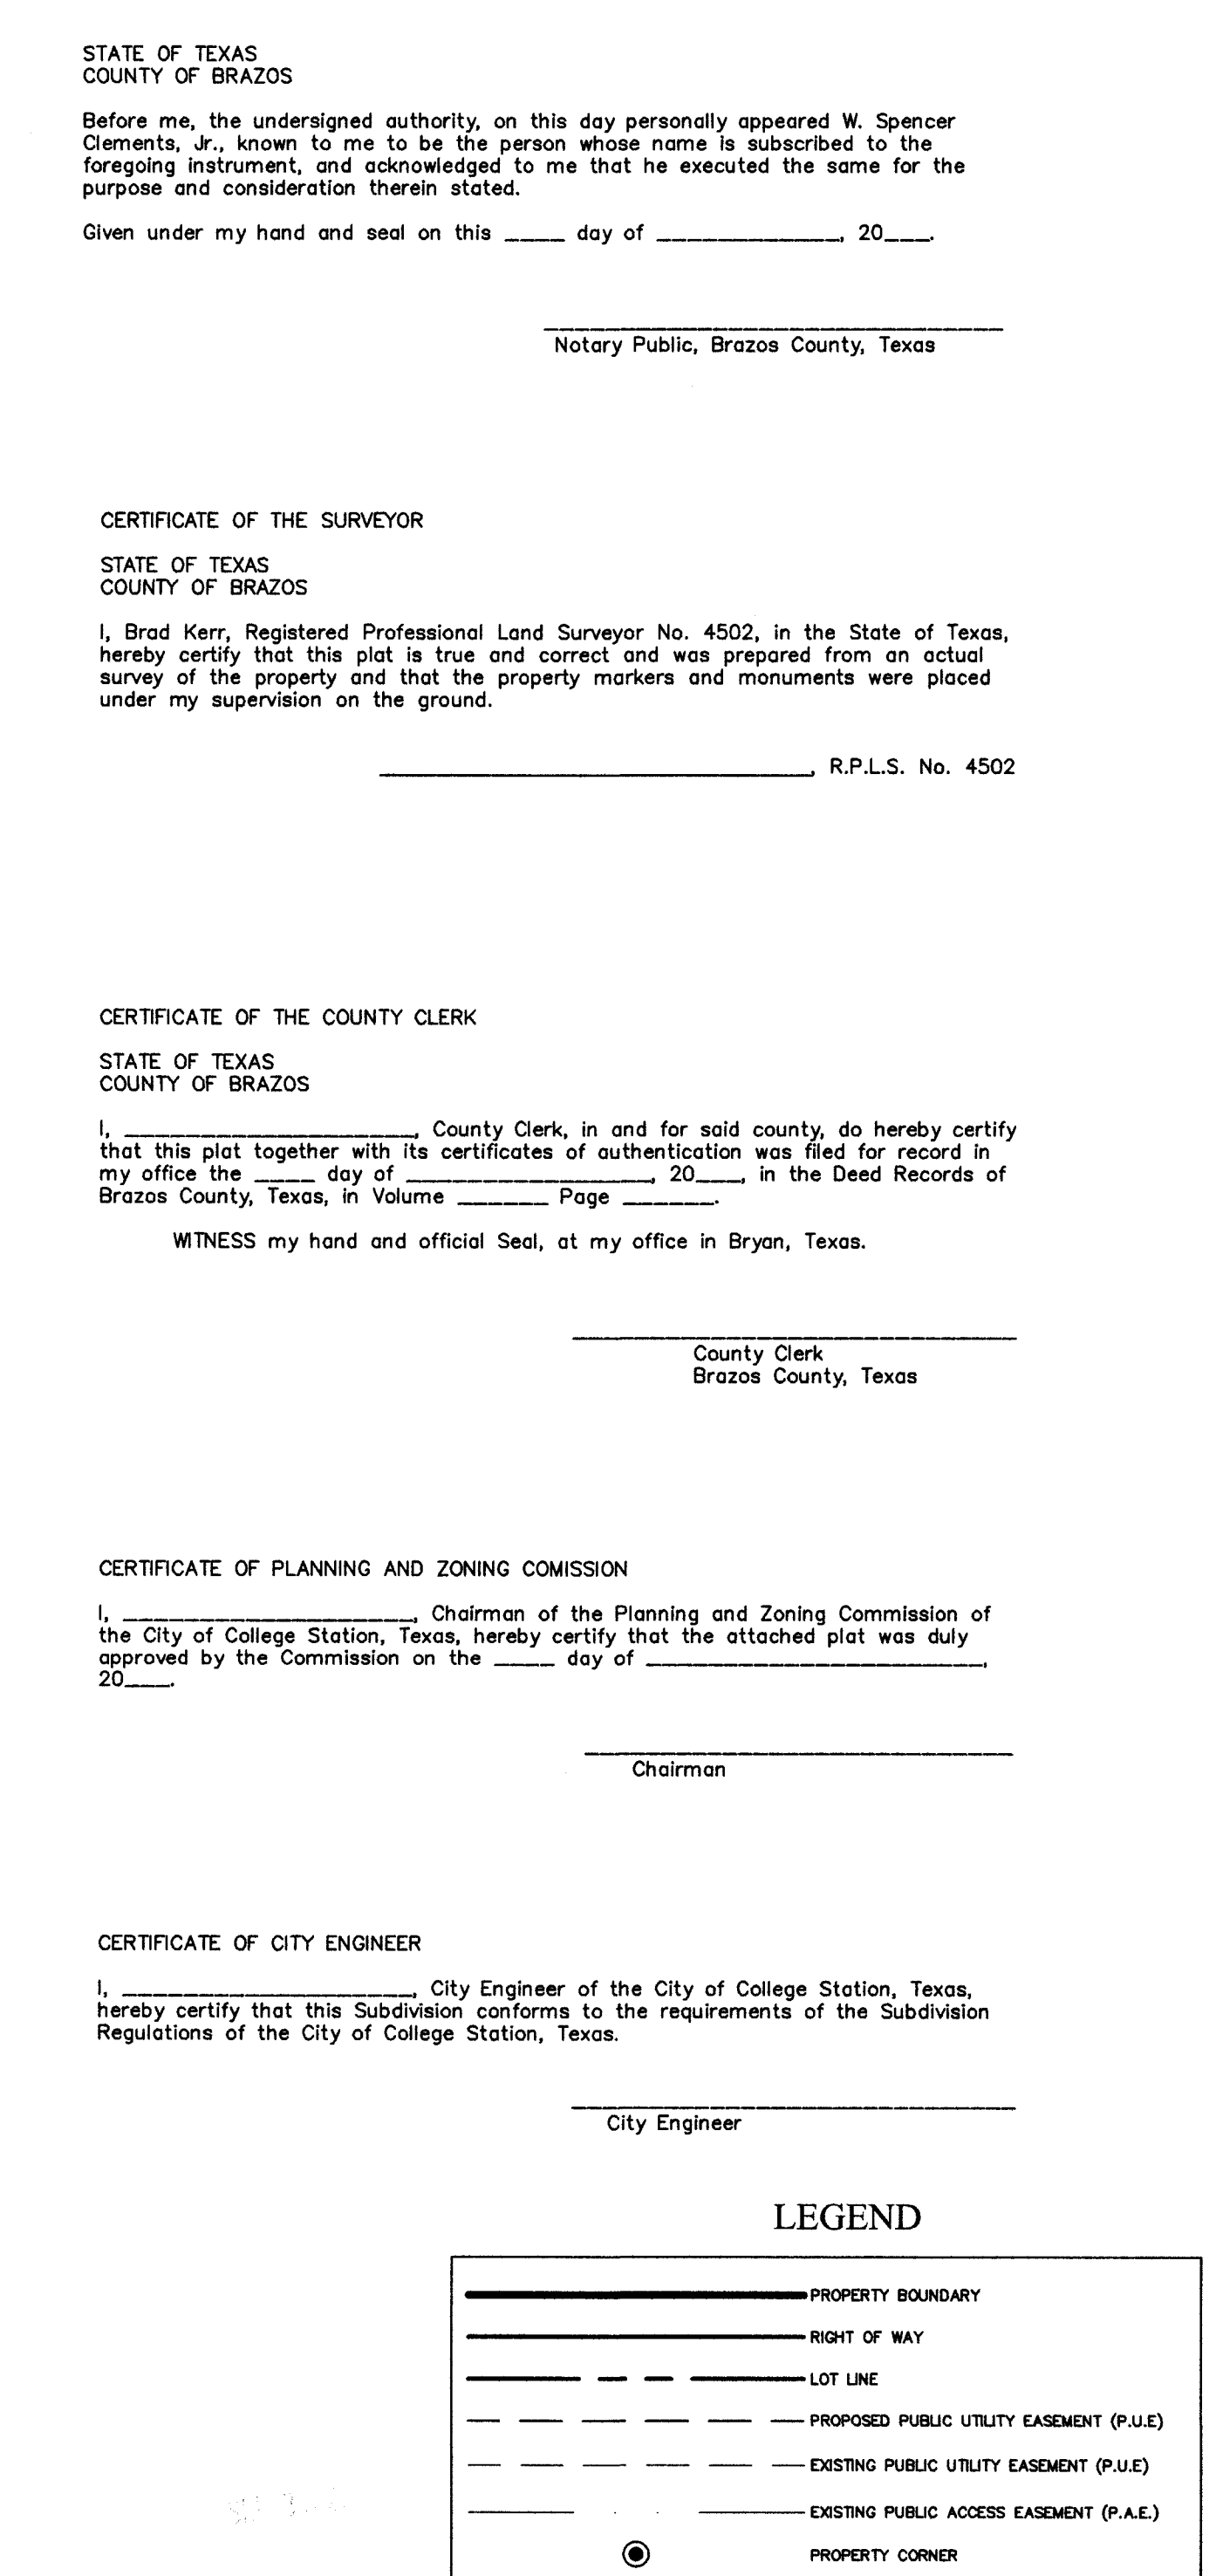 STATE OF TEXAS
COUNTY OF BRAZOS
Before me, the undersigned authority, on this day personally appeared W. Spencer
Clements, Jr., known to me to be the person whose name is subscribed to the
foregoing instrument, and acknowledged to me that he executed the same for the
purpose and consideration therein stated.
Given under my hand and seal on this ____ day of ____________, 20___.
Notary Public, Brazos County, Texas
CERTIFICATE OF THE SURVEYOR
STATE OF TEXAS
COUNTY OF BRAZOS
I, Brad Kerr, Registered Professional Land Surveyor No. 4502, in the State of Texas,
hereby certify that this plat is true and correct and was prepared from an actual
survey of the property and that the property markers and monuments were placed
under my supervision on the ground.
____________________________, R.P.L.S. No. 4502
CERTIFICATE OF THE COUNTY CLERK
STATE OF TEXAS
COUNTY OF BRAZOS
I, ___________________, County Clerk, in and for said county, do hereby certify
that this plat together with its certificates of authentication was filed for record in
my office the ____ day of ________________, 20___, in the Deed Records of
Brazos County, Texas, in Volume ______ Page ______.
WITNESS my hand and official Seal, at my office in Bryan, Texas.
County Clerk
Brazos County, Texas
CERTIFICATE OF PLANNING AND ZONING COMISSION
I, ___________________, Chairman of the Planning and Zoning Commission of
the City of College Station, Texas, hereby certify that the attached plat was duly
approved by the Commission on the ____ day of ______________________,
20___.
Chairman
CERTIFICATE OF CITY ENGINEER
I, ___________________, City Engineer of the City of College Station, Texas,
hereby certify that this Subdivision conforms to the requirements of the Subdivision
Regulations of the City of College Station, Texas.
City Engineer
LEGEND
PROPERTY BOUNDARY
RIGHT OF WAY
LOT LINE
PROPOSED PUBLIC UTILITY EASEMENT (P.U.E)
EXISTING PUBLIC UTILITY EASEMENT (P.U.E)
EXISTING PUBLIC ACCESS EASEMENT (P.A.E.)
PROPERTY CORNER